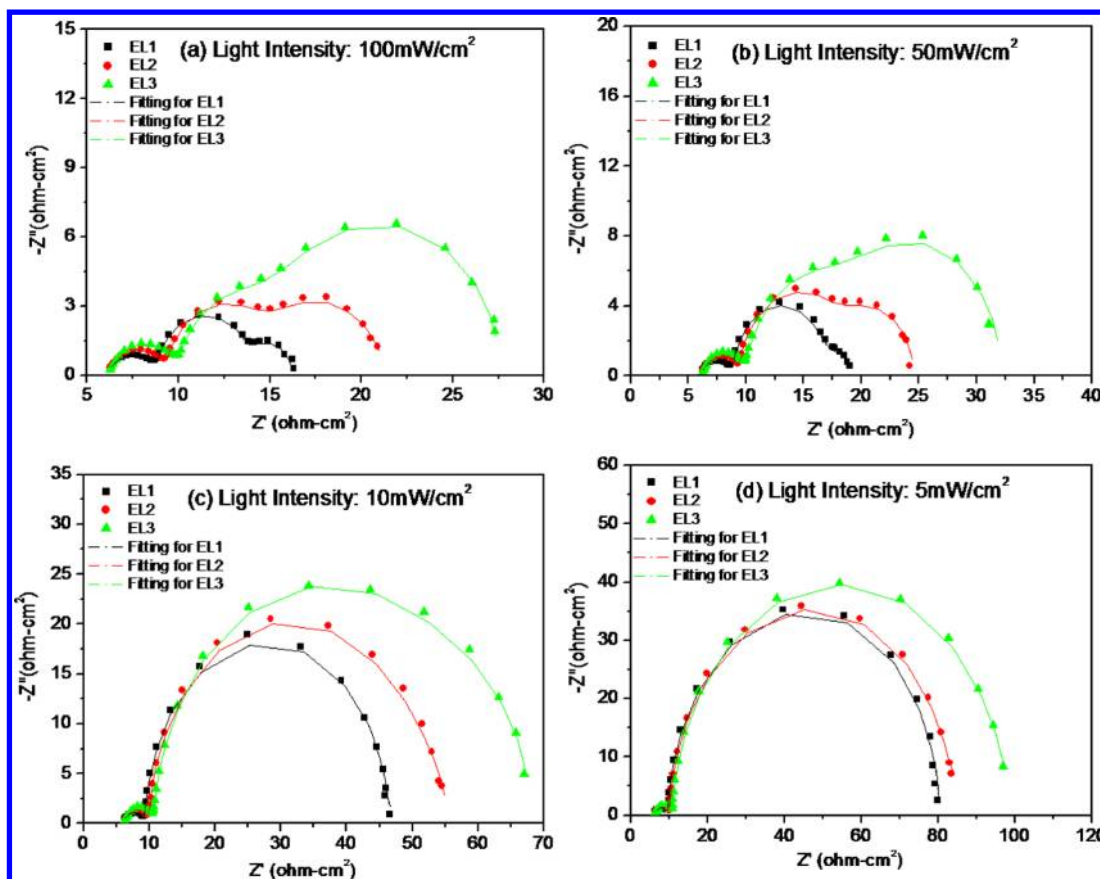 (a) Light Intensity: 100mW/cm²
EL1
EL2
EL3
Fitting for EL1
Fitting for EL2
Fitting for EL3
15
12
9
6
3
0
-Z"(ohm-cm²)
5 10 15 20 25 30
Z' (ohm-cm²)
(b) Light Intensity: 50mW/cm²
EL1
EL2
EL3
Fitting for EL1
Fitting for EL2
Fitting for EL3
20
16
12
8
4
0
-Z"(ohm-cm²)
0 5 10 15 20 25 30 35 40
Z' (ohm-cm²)
(c) Light Intensity: 10mW/cm²
EL1
EL2
EL3
Fitting for EL1
Fitting for EL2
Fitting for EL3
35
30
25
20
15
10
5
0
-Z"(ohm-cm²)
0 10 20 30 40 50 60 70
Z' (ohm-cm²)
(d) Light Intensity: 5mW/cm²
EL1
EL2
EL3
Fitting for EL1
Fitting for EL2
Fitting for EL3
60
50
40
30
20
10
0
-Z"(ohm-cm²)
0 20 40 60 80 100 120
Z' (ohm-cm²)